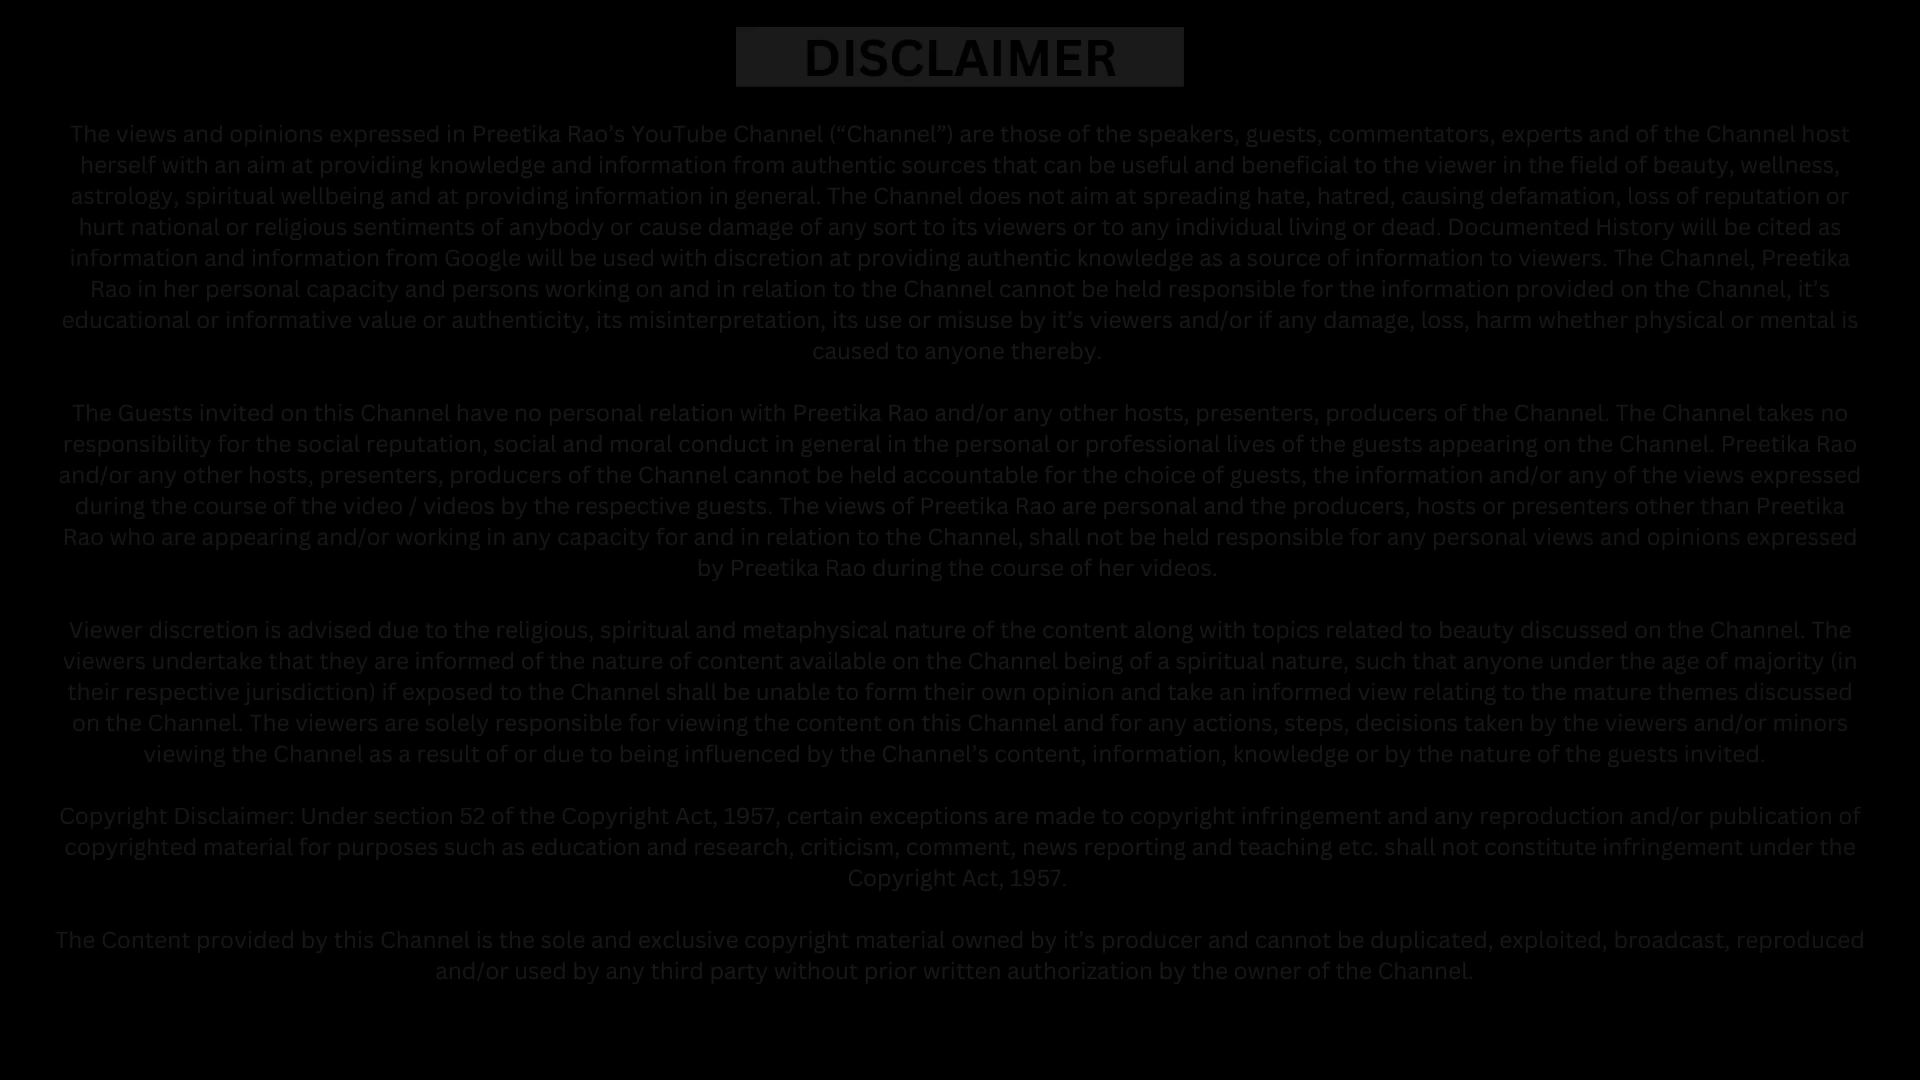 DISCLAIMER
The views and opinions expressed in Preetika Rao’s YouTube Channel (“Channel”) are those of the speakers, guests, commentators, experts and of the Channel host
herself with an aim at providing knowledge and information from authentic sources that can be useful and beneficial to the viewer in the field of beauty, wellness,
astrology, spiritual wellbeing and at providing information in general. The Channel does not aim at spreading hate, hatred, causing defamation, loss of reputation or
hurt national or religious sentiments of anybody or cause damage of any sort to its viewers or to any individual living or dead. Documented History will be cited as
information and information from Google will be used with discretion at providing authentic knowledge as a source of information to viewers. The Channel, Preetika
Rao in her personal capacity and persons working on and in relation to the Channel cannot be held responsible for the information provided on the Channel, it’s
educational or informative value or authenticity, its misinterpretation, its use or misuse by it’s viewers and/or if any damage, loss, harm whether physical or mental is
caused to anyone thereby.
The Guests invited on this Channel have no personal relation with Preetika Rao and/or any other hosts, presenters, producers of the Channel. The Channel takes no
responsibility for the social reputation, social and moral conduct in general in the personal or professional lives of the guests appearing on the Channel. Preetika Rao
and/or any other hosts, presenters, producers of the Channel cannot be held accountable for the choice of guests, the information and/or any of the views expressed
during the course of the video / videos by the respective guests. The views of Preetika Rao are personal and the producers, hosts or presenters other than Preetika
Rao who are appearing and/or working in any capacity for and in relation to the Channel, shall not be held responsible for any personal views and opinions expressed
by Preetika Rao during the course of her videos.
Viewer discretion is advised due to the religious, spiritual and metaphysical nature of the content along with topics related to beauty discussed on the Channel. The
viewers undertake that they are informed of the nature of content available on the Channel being of a spiritual nature, such that anyone under the age of majority (in
their respective jurisdiction) if exposed to the Channel shall be unable to form their own opinion and take an informed view relating to the mature themes discussed
on the Channel. The viewers are solely responsible for viewing the content on this Channel and for any actions, steps, decisions taken by the viewers and/or minors
viewing the Channel as a result of or due to being influenced by the Channel’s content, information, knowledge or by the nature of the guests invited.
Copyright Disclaimer: Under section 52 of the Copyright Act, 1957, certain exceptions are made to copyright infringement and any reproduction and/or publication of
copyrighted material for purposes such as education and research, criticism, comment, news reporting and teaching etc. shall not constitute infringement under the
Copyright Act, 1957.
The Content provided by this Channel is the sole and exclusive copyright material owned by it’s producer and cannot be duplicated, exploited, broadcast, reproduced
and/or used by any third party without prior written authorization by the owner of the Channel.